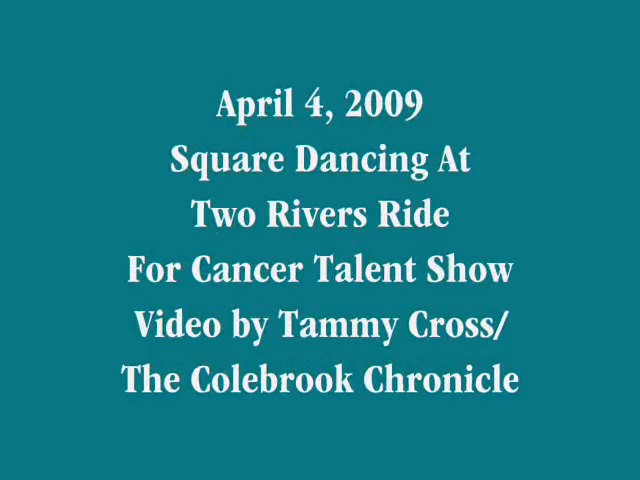 April 4, 2009
Square Dancing At
Two Rivers Ride
For Cancer Talent Show
Video by Tammy Cross/
The Colebrook Chronicle